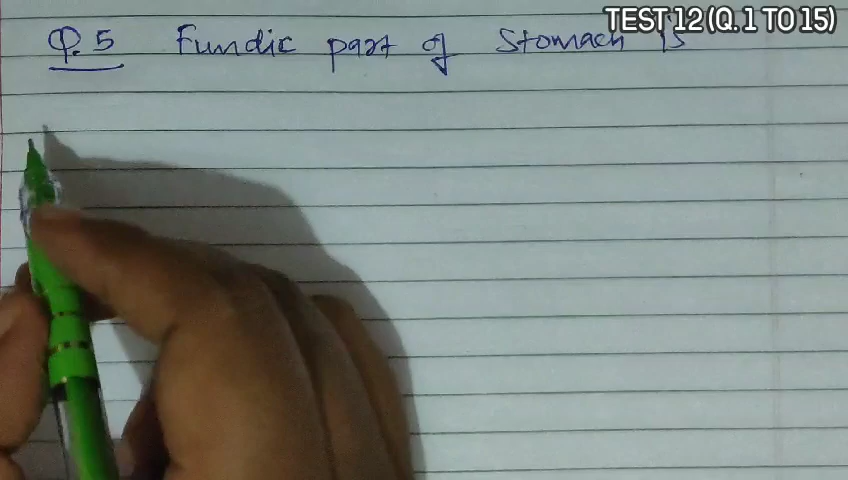 TEST 12 (Q. 1 TO 15)
Q. 5 Fundic part of Stomach is